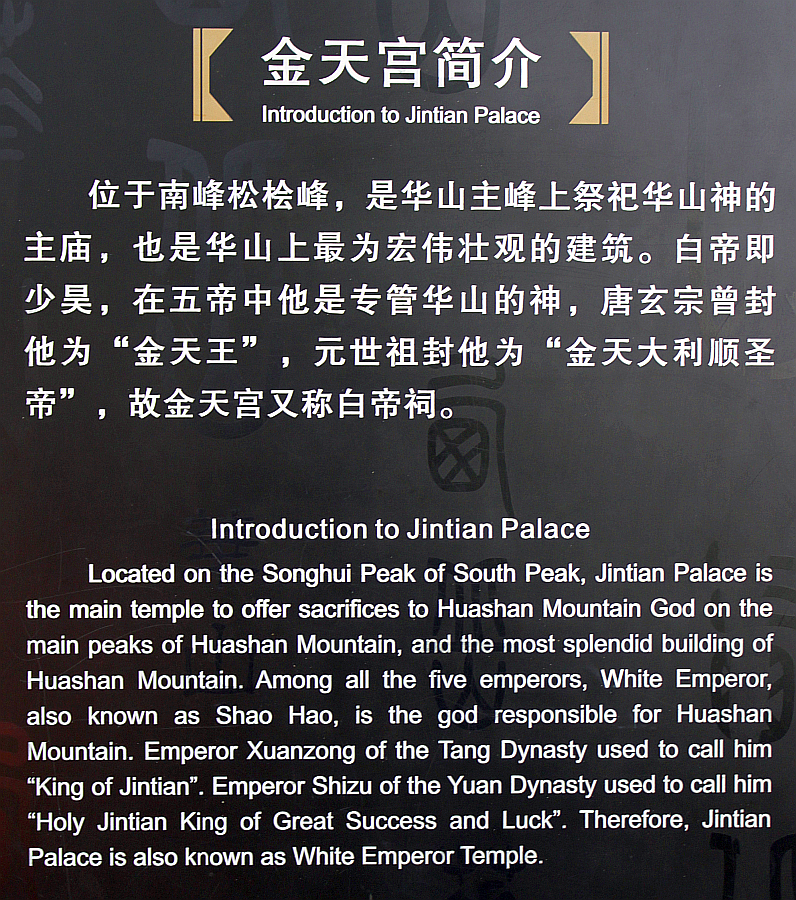 金天宫简介
Introduction to Jintian Palace
位于南峰松桧峰，是华山主峰上祭祀华山神的
主庙，也是华山上最为宏伟壮观的建筑。白帝即
少昊，在五帝中他是专管华山的神，唐玄宗曾封
他为“金天王”，元世祖封他为“金天大利顺圣
帝”，故金天宫又称白帝祠。
Introduction to Jintian Palace
Located on the Songhui Peak of South Peak, Jintian Palace is
the main temple to offer sacrifices to Huashan Mountain God on the
main peaks of Huashan Mountain, and the most splendid building of
Huashan Mountain. Among all the five emperors, White Emperor,
also known as Shao Hao, is the god responsible for Huashan
Mountain. Emperor Xuanzong of the Tang Dynasty used to call him
“King of Jintian”. Emperor Shizu of the Yuan Dynasty used to call him
“Holy Jintian King of Great Success and Luck”. Therefore, Jintian
Palace is also known as White Emperor Temple.